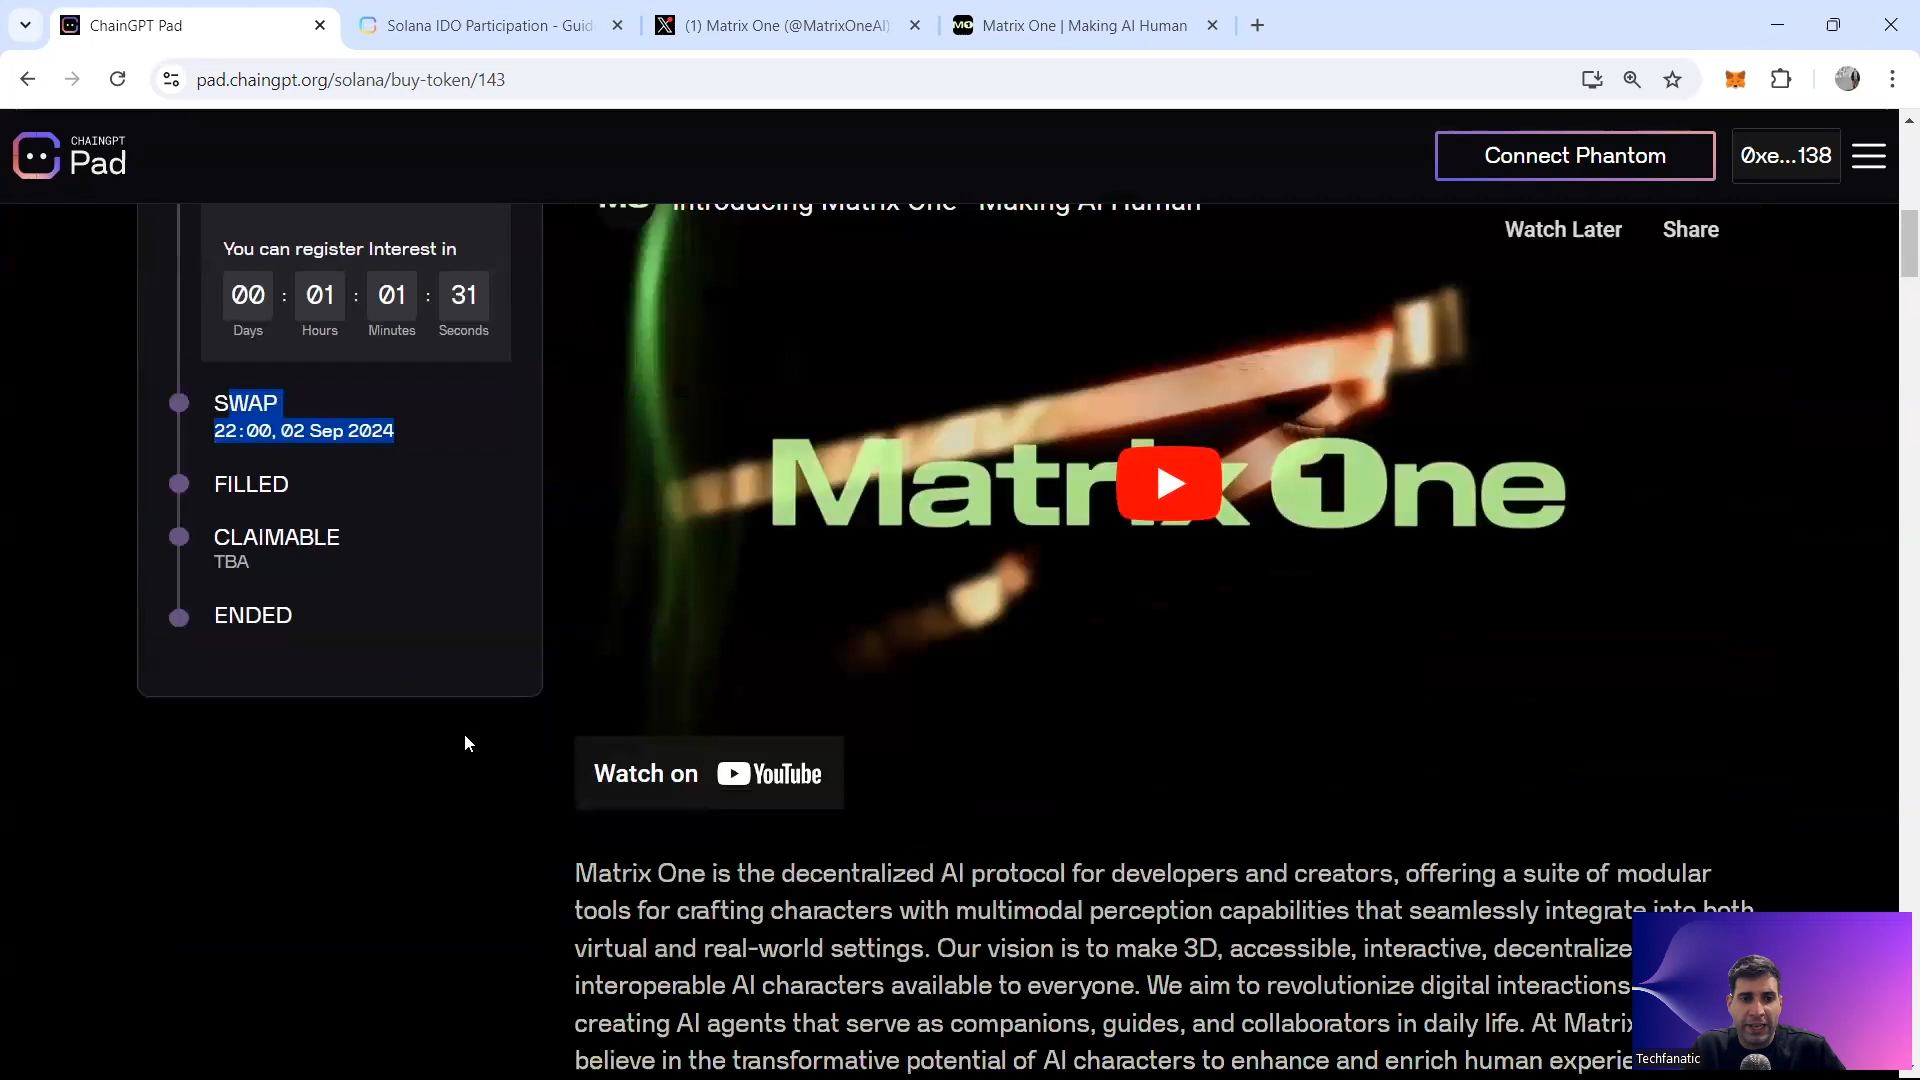 ChainGPT Pad
Solana IDO Participation - Guid
(1) Matrix One (@MatrixOneAI)
Matrix One | Making AI Human
pad.chaingpt.org/solana/buy-token/143
CHAINGPT
Pad
Connect Phantom
0xe...138
Introducing Matrix One - Making AI Human
Watch Later
Share
You can register Interest in
00 : 01 : 01 : 31
Days Hours Minutes Seconds
SWAP
22:00, 02 Sep 2024
FILLED
CLAIMABLE
TBA
ENDED
Matrix One
Watch on YouTube
Matrix One is the decentralized AI protocol for developers and creators, offering a suite of modular
tools for crafting characters with multimodal perception capabilities that seamlessly integrate into both
virtual and real-world settings. Our vision is to make 3D, accessible, interactive, decentralize
interoperable AI characters available to everyone. We aim to revolutionize digital interactions
creating AI agents that serve as companions, guides, and collaborators in daily life. At Matrix
believe in the transformative potential of AI characters to enhance and enrich human experie
Techfanatic